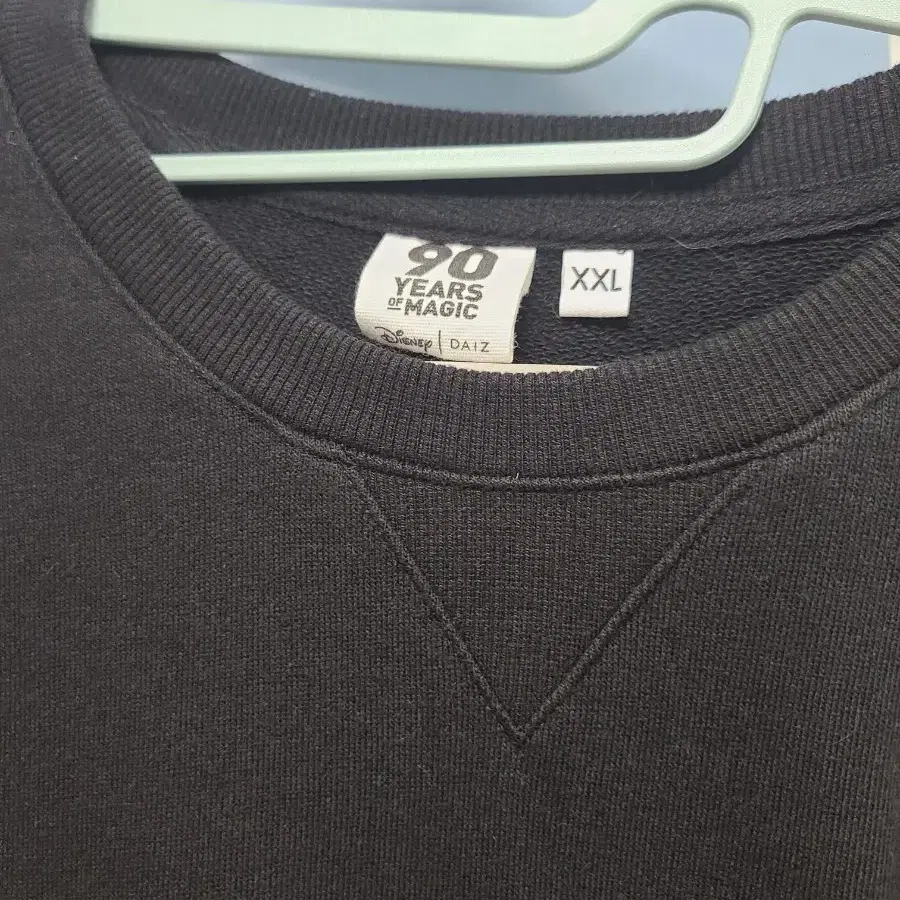 90
YEARS
OF MAGIC
Disney | DAIZ
XXL